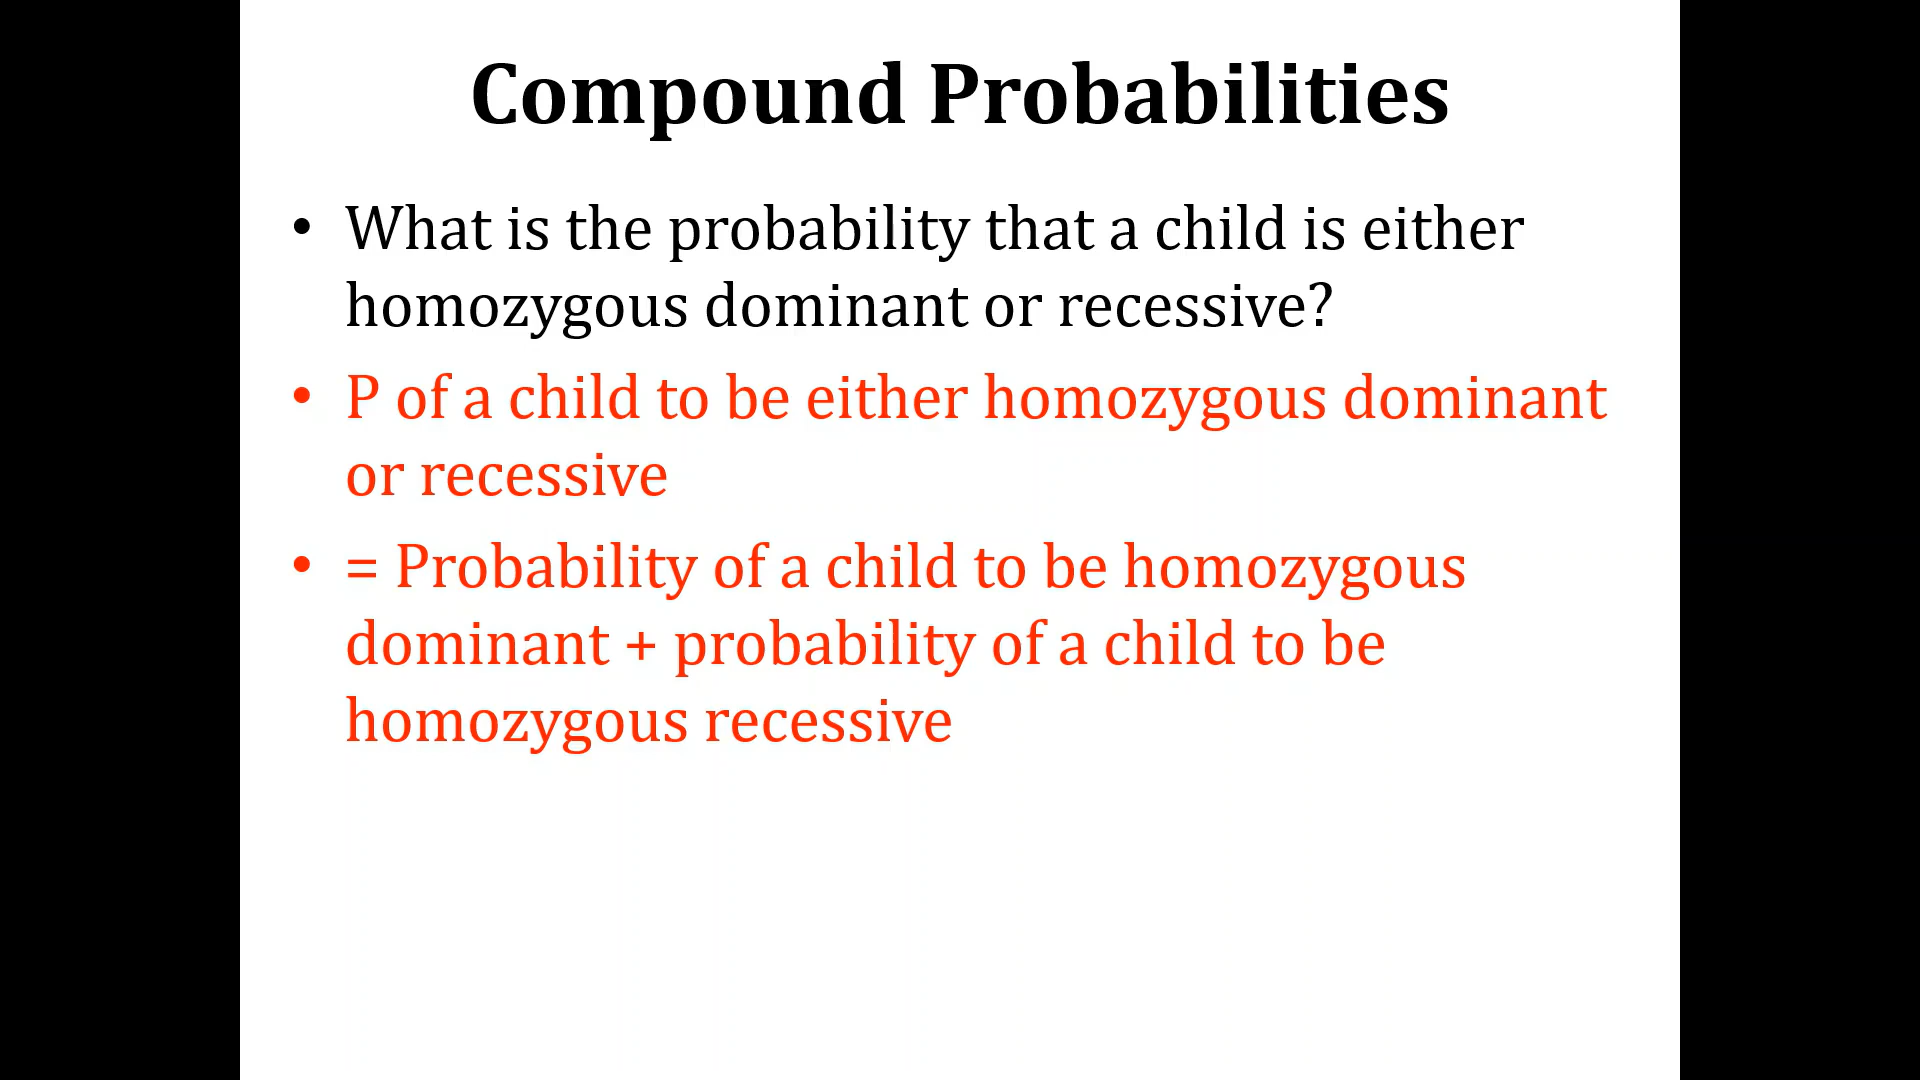 Compound Probabilities
• What is the probability that a child is either
homozygous dominant or recessive?
• P of a child to be either homozygous dominant
or recessive
• = Probability of a child to be homozygous
dominant + probability of a child to be
homozygous recessive